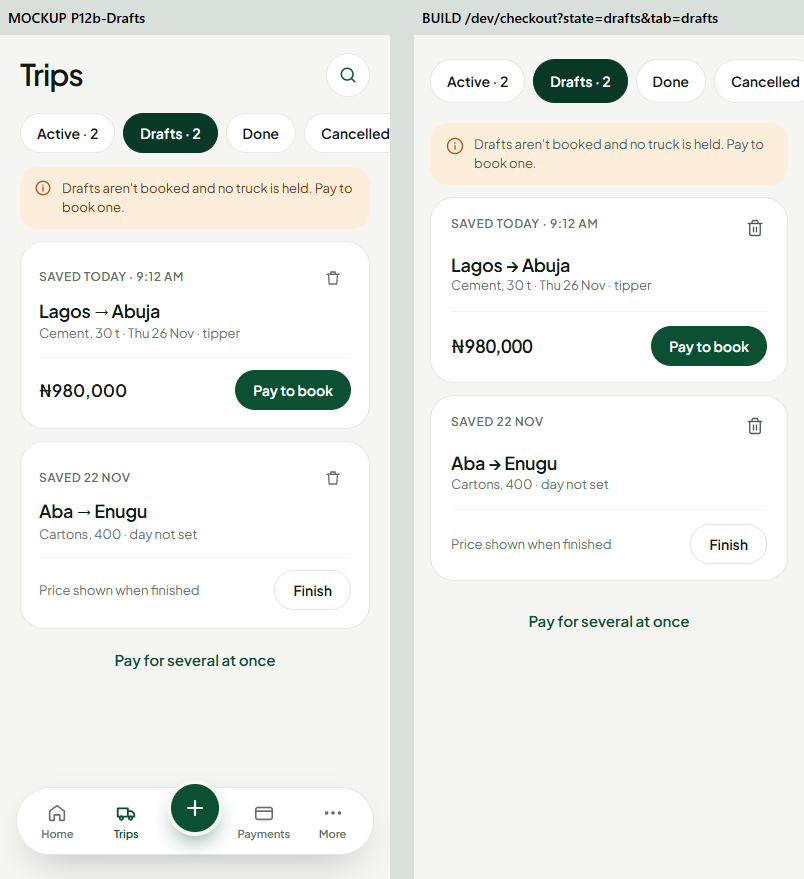 MOCKUP P12b-Drafts
Trips
Active · 2
Drafts · 2
Done
Cancelled
Drafts aren't booked and no truck is held. Pay to
book one.
SAVED TODAY · 9:12 AM
Lagos → Abuja
Cement, 30 t · Thu 26 Nov · tipper
₦980,000
Pay to book
SAVED 22 NOV
Aba → Enugu
Cartons, 400 · day not set
Price shown when finished
Finish
Pay for several at once
Home
Trips
Payments
More
BUILD /dev/checkout?state=drafts&tab=drafts
Active · 2
Drafts · 2
Done
Cancelled
Drafts aren't booked and no truck is held. Pay to
book one.
SAVED TODAY · 9:12 AM
Lagos → Abuja
Cement, 30 t · Thu 26 Nov · tipper
₦980,000
Pay to book
SAVED 22 NOV
Aba → Enugu
Cartons, 400 · day not set
Price shown when finished
Finish
Pay for several at once